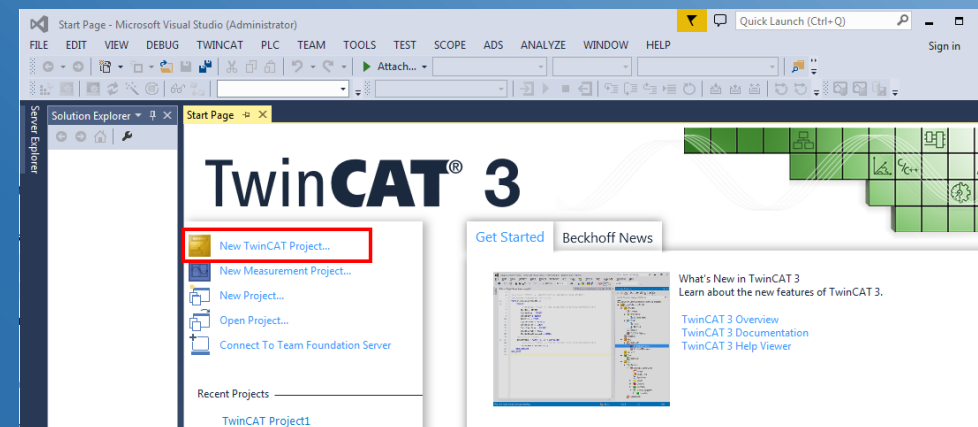 Start Page - Microsoft Visual Studio (Administrator)
Quick Launch (Ctrl+Q)
FILE EDIT VIEW DEBUG TWINCAT PLC TEAM TOOLS TEST SCOPE ADS ANALYZE WINDOW HELP
Sign in
Attach...
Server Explorer
Solution Explorer
Start Page
TwinCAT® 3
C/C++
New TwinCAT Project...
New Measurement Project...
New Project...
Open Project...
Connect To Team Foundation Server
Recent Projects
TwinCAT Project1
Get Started Beckhoff News
What's New in TwinCAT 3
Learn about the new features of TwinCAT 3.
TwinCAT 3 Overview
TwinCAT 3 Documentation
TwinCAT 3 Help Viewer